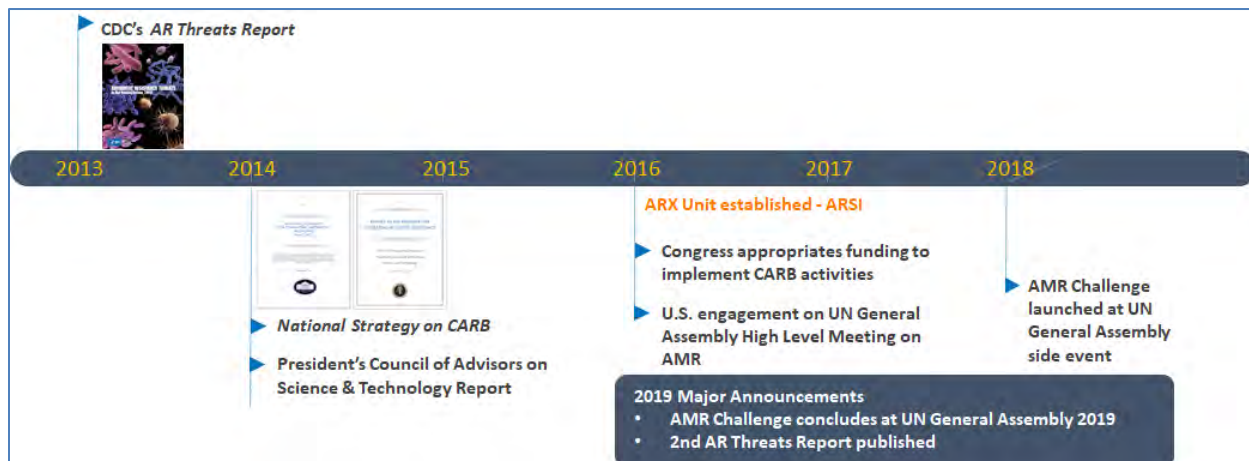 CDC's AR Threats Report
2013
2014
2015
2016
2017
2018
ARX Unit established - ARSI
Congress appropriates funding to
implement CARB activities
U.S. engagement on UN General
Assembly High Level Meeting on
AMR
AMR Challenge
launched at UN
General Assembly
side event
National Strategy on CARB
President's Council of Advisors on
Science & Technology Report
2019 Major Announcements
• AMR Challenge concludes at UN General Assembly 2019
• 2nd AR Threats Report published